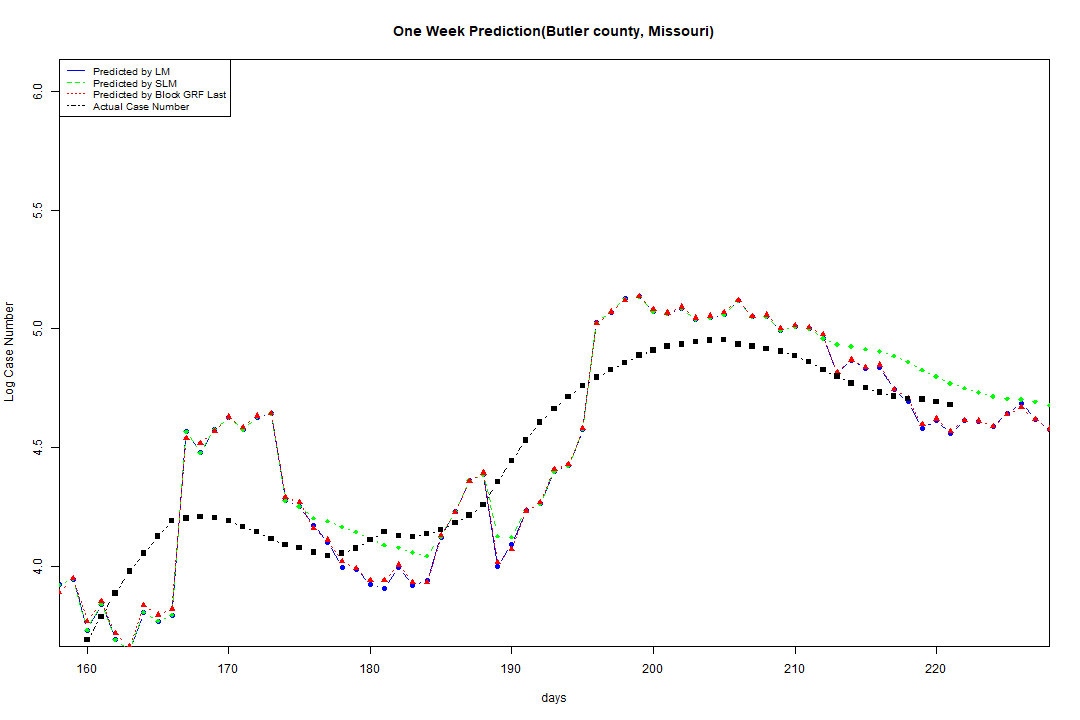 One Week Prediction(Butler county, Missouri)
Predicted by LM
Predicted by SLM
Predicted by Block GRF Last
Actual Case Number
6.0
5.5
5.0
4.5
4.0
Log Case Number
160 170 180 190 200 210 220
days